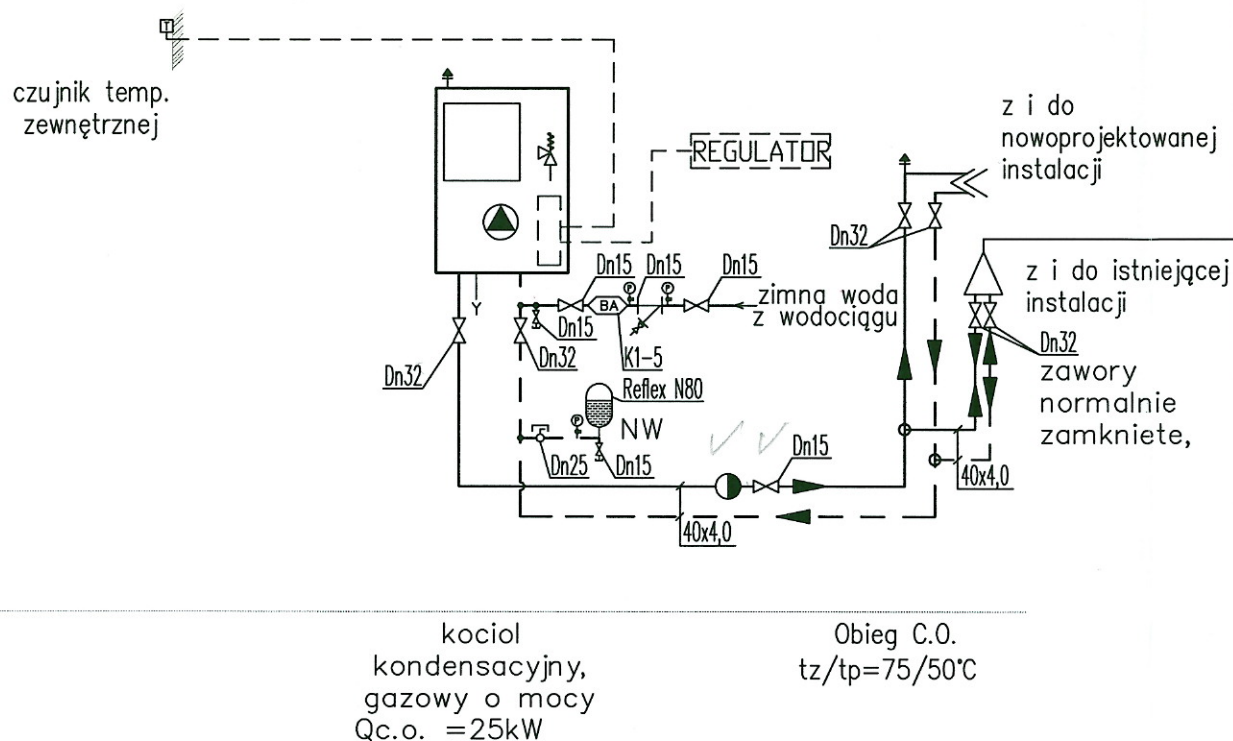 T
czujnik temp.
zewnętrznej
REGULATOR
z i do
nowoprojektowanej
instalacji
Dn32
z i do istniejącej
instalacji
Dn32
zawory
normalnie
zamkniete,
Dn15
Dn15
Dn15
P
P
BA
zimna woda
z wodociągu
Dn15
Dn32
K1-5
Dn32
Reflex N80
P
NW
Dn25
Dn15
Dn15
40x4,0
40x4,0
kociol
kondensacyjny,
gazowy o mocy
Qc.o. =25kW
Obieg C.O.
tz/tp=75/50°C